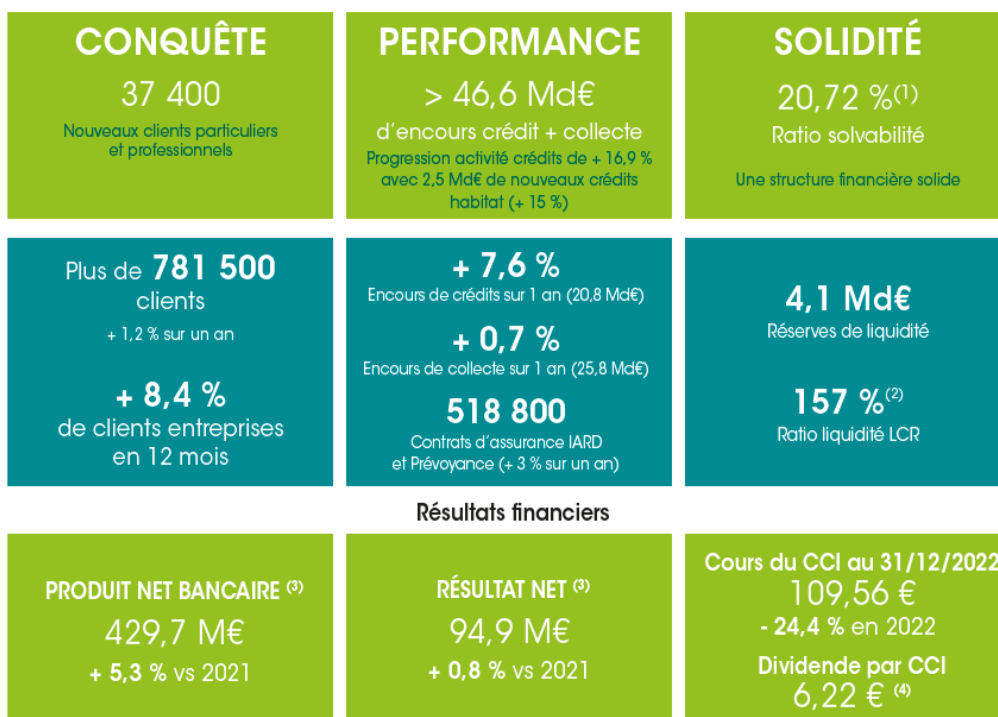 CONQUÊTE
37 400
Nouveaux clients particuliers
et professionnels
PERFORMANCE
> 46,6 Md€
d'encours crédit + collecte
Progression activité crédits de + 16,9 %
avec 2,5 Md€ de nouveaux crédits
habitat (+ 15 %)
SOLIDITÉ
20,72 %(1)
Ratio solvabilité
Une structure financière solide
Plus de 781 500
clients
+ 1,2 % sur un an
+ 8,4 %
de clients entreprises
en 12 mois
+ 7,6 %
Encours de crédits sur 1 an (20,8 Md€)
+ 0,7 %
Encours de collecte sur 1 an (25,8 Md€)
518 800
Contrats d'assurance IARD
et Prévoyance (+ 3 % sur un an)
4,1 Md€
Réserves de liquidité
157 %(2)
Ratio liquidité LCR
Résultats financiers
PRODUIT NET BANCAIRE (3)
429,7 M€
+ 5,3 % vs 2021
RÉSULTAT NET (3)
94,9 M€
+ 0,8 % vs 2021
Cours du CCI au 31/12/2022
109,56 €
- 24,4 % en 2022
Dividende par CCI
6,22 € (4)